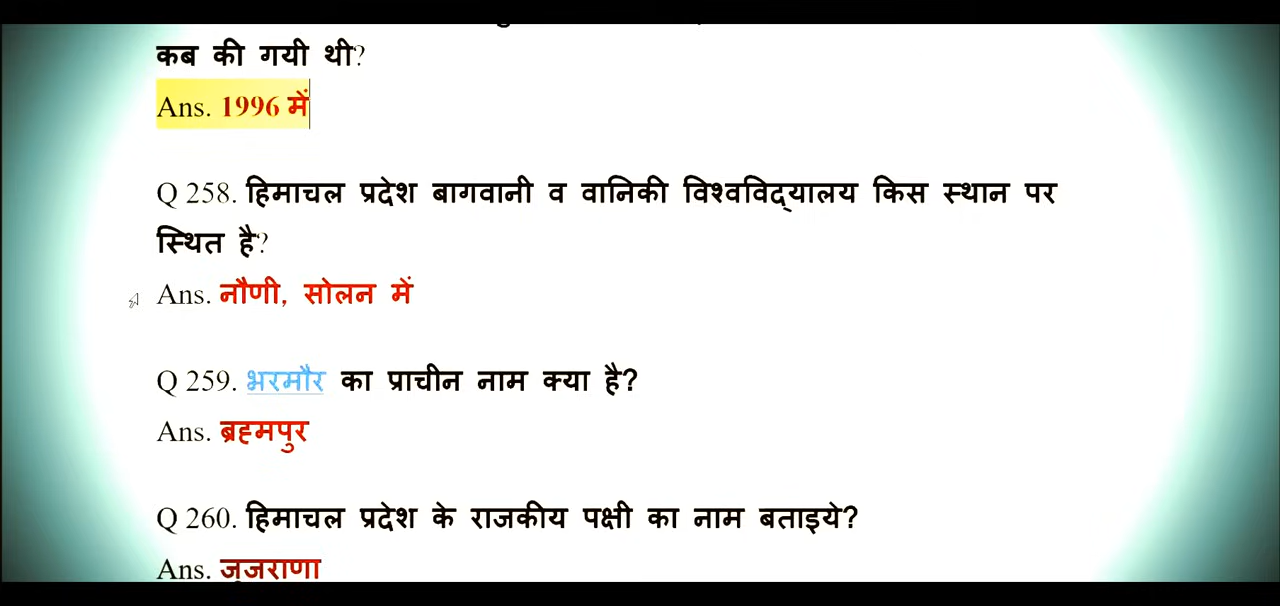 कब की गयी थी?
Ans. 1996 में
Q 258. हिमाचल प्रदेश बागवानी व वानिकी विश्वविद्यालय किस स्थान पर
स्थित है?
Ans. नौणी, सोलन में
Q 259. भरमौर का प्राचीन नाम क्या है?
Ans. ब्रह्मपुर
Q 260. हिमाचल प्रदेश के राजकीय पक्षी का नाम बताइये?
Ans. जुजराणा